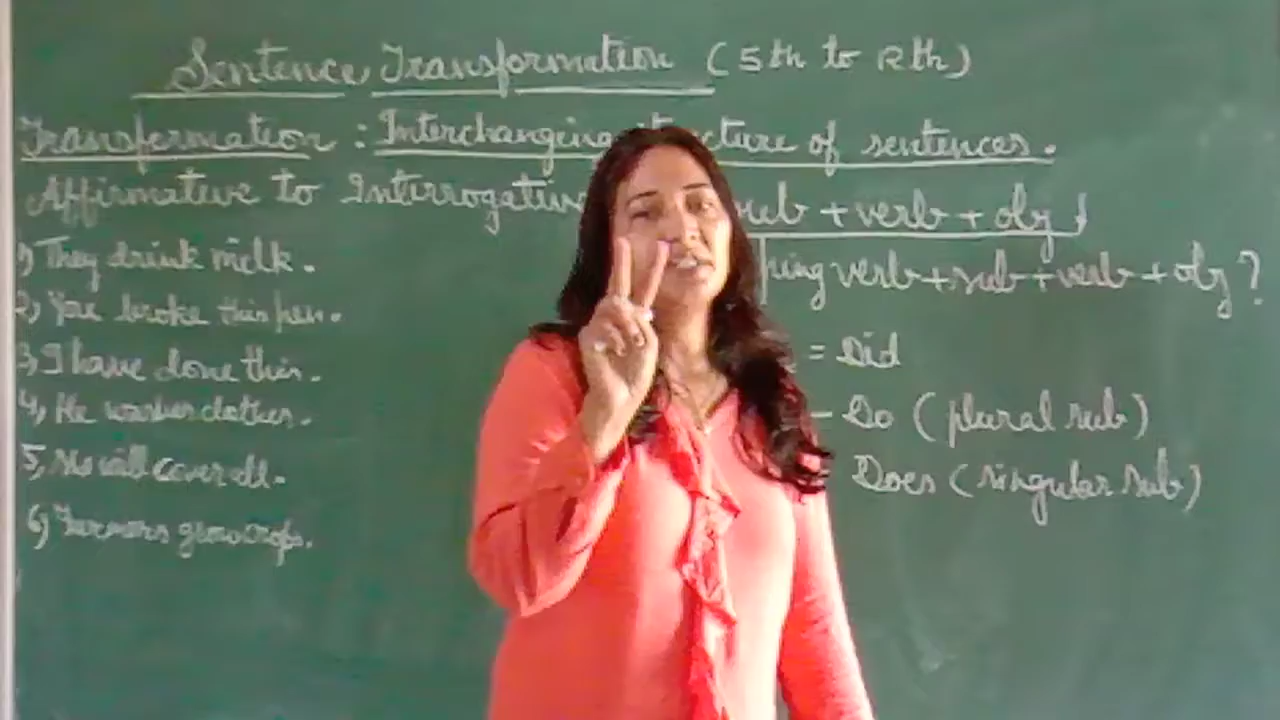 Sentence Transformation (5th to 12th)
Transformation : Interchanging structure of sentences.
Affirmative to Interrogative sub + verb + obj }
ping verb + sub + verb + obj ?
1) They drink milk.
2) You broke this pen.
= Did
3) I have done this.
4) He washes clothes.
- Do (plural sub)
5) will cover all.
- Does (singular sub)
6) Farmers grow crops.